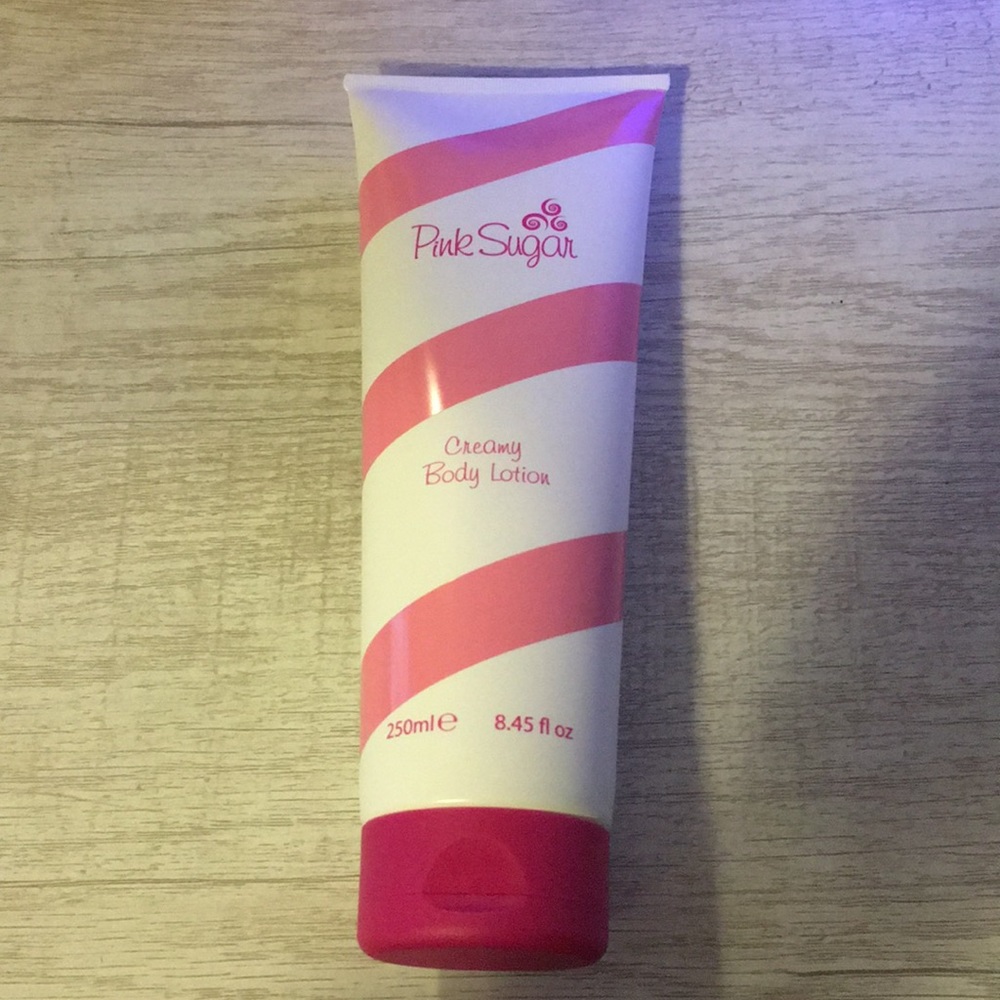 Pink Sugar
Creamy
Body Lotion
250ml℮ 8.45 fl oz